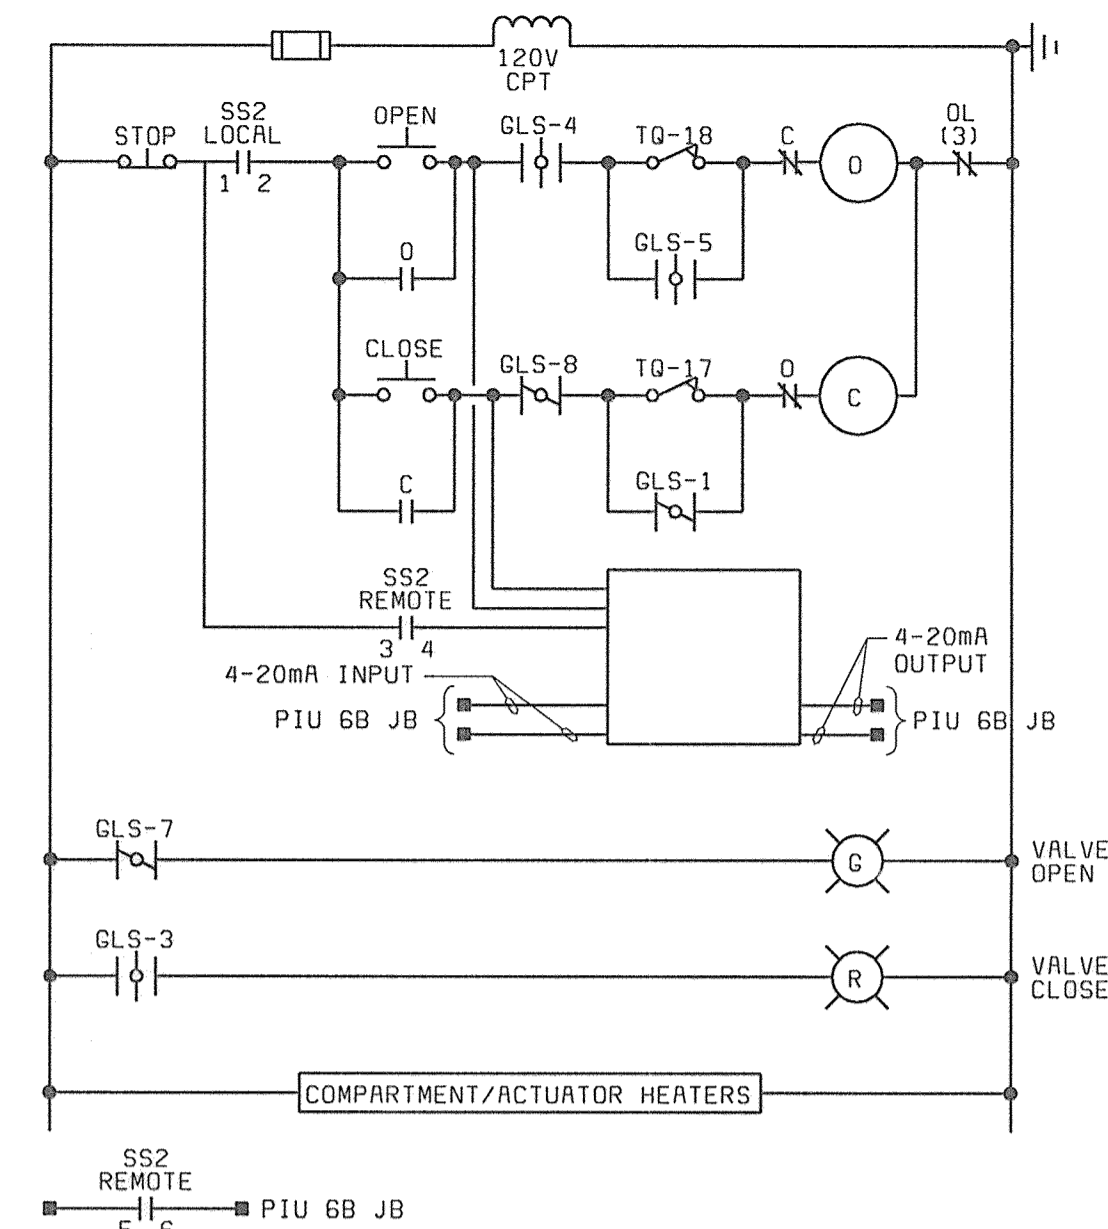 120V
CPT
STOP
SS2
LOCAL
1 2
OPEN
GLS-4
TQ-18
C
O
OL
(3)
O
GLS-5
CLOSE
GLS-8
TQ-17
O
C
C
GLS-1
SS2
REMOTE
3 4
4-20mA INPUT
PIU 6B JB
4-20mA
OUTPUT
PIU 6B JB
GLS-7
G
VALVE
OPEN
GLS-3
R
VALVE
CLOSE
COMPARTMENT/ACTUATOR HEATERS
SS2
REMOTE
PIU 6B JB